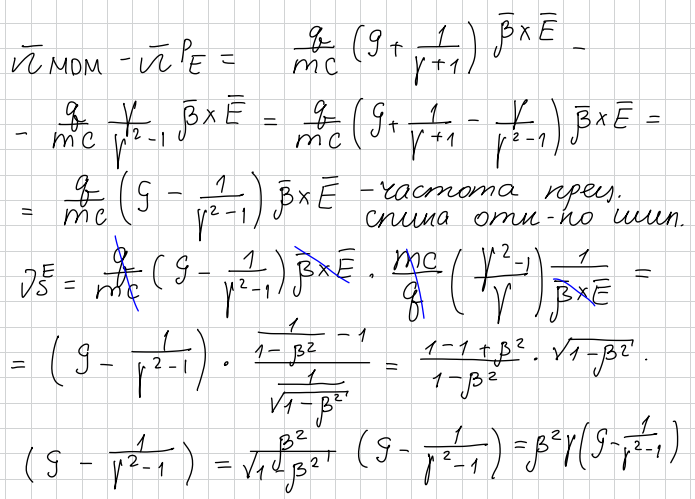 Ω̄ мдм - Ω̄ᴾE = q/mc (G + 1/(γ+1)) β̄×Ē -
- q/mc γ/(γ²-1) β̄×Ē = q/mc (G + 1/(γ+1) - γ/(γ²-1)) β̄×Ē =
= q/mc (G - 1/(γ²-1)) β̄×Ē - частота прец. спина отн-но имп.
νₛᴱ = q/mc (G - 1/(γ²-1)) β̄×Ē · mc/q ((γ²-1)/γ) 1/(β̄×Ē) =
= (G - 1/(γ²-1)) · (1/(1-β²) - 1)/(1/√(1-β²)) = (1-1+β²)/(1-β²) · √(1-β²) ·
(G - 1/(γ²-1)) = β²/√(1-β²) (G - 1/(γ²-1)) = β²γ(G - 1/(γ²-1))